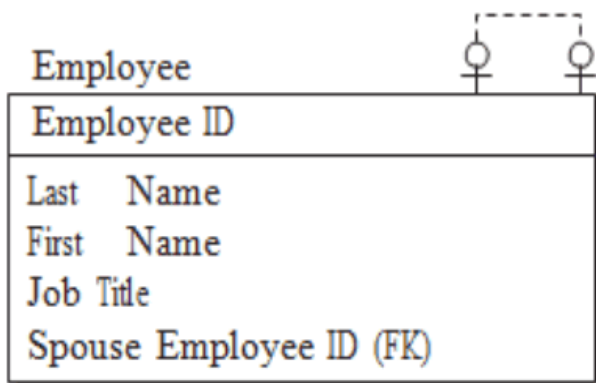 Employee
Employee ID
Last Name
First Name
Job Title
Spouse Employee ID (FK)